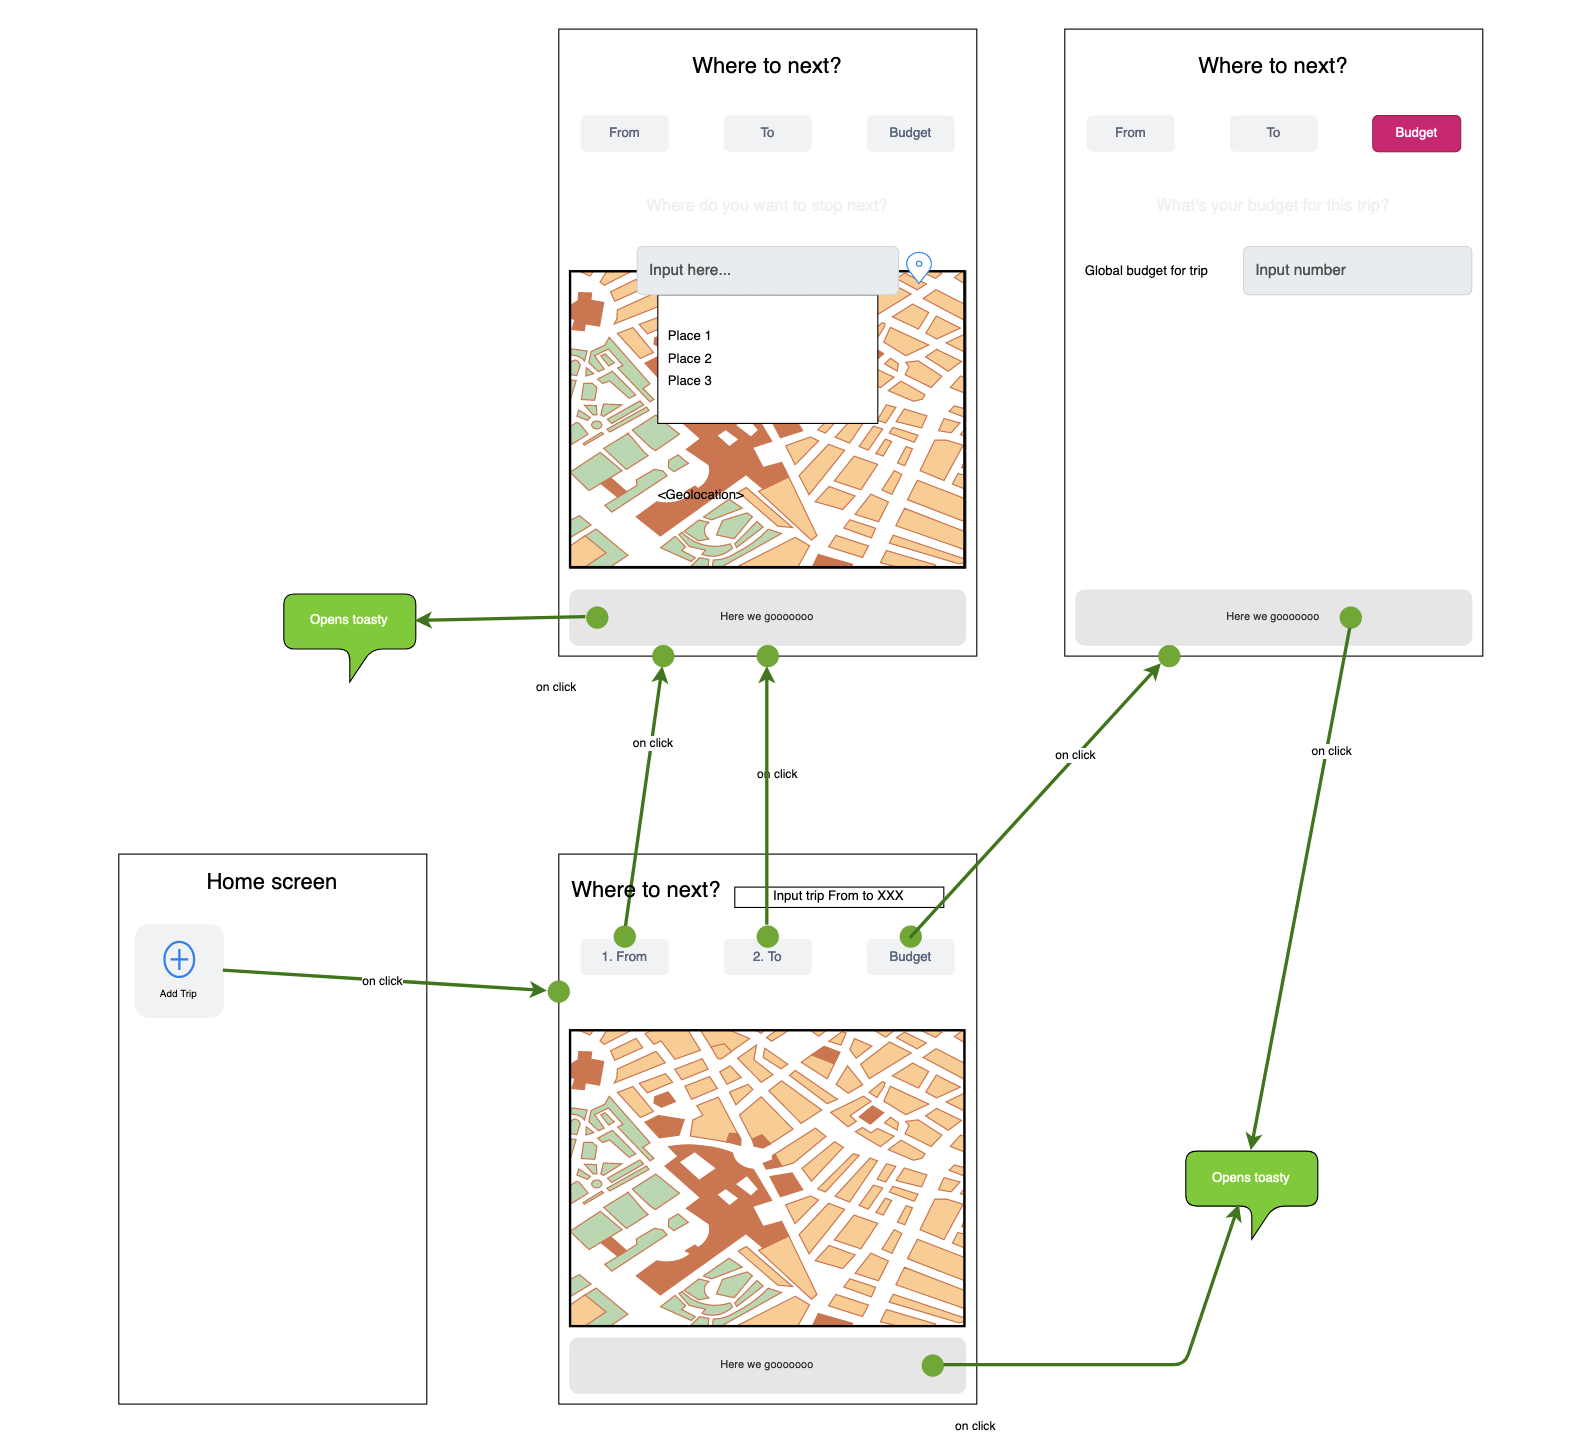 Where to next?
From
To
Budget
Where do you want to stop next?
Input here...
Place 1
Place 2
Place 3
<Geolocation>
Here we gooooooo
Where to next?
From
To
Budget
What's your budget for this trip?
Global budget for trip
Input number
Here we gooooooo
Opens toasty
on click
on click
on click
on click
on click
Home screen
Add Trip
on click
Where to next?
Input trip From to XXX
1. From
2. To
Budget
Here we gooooooo
Opens toasty
on click